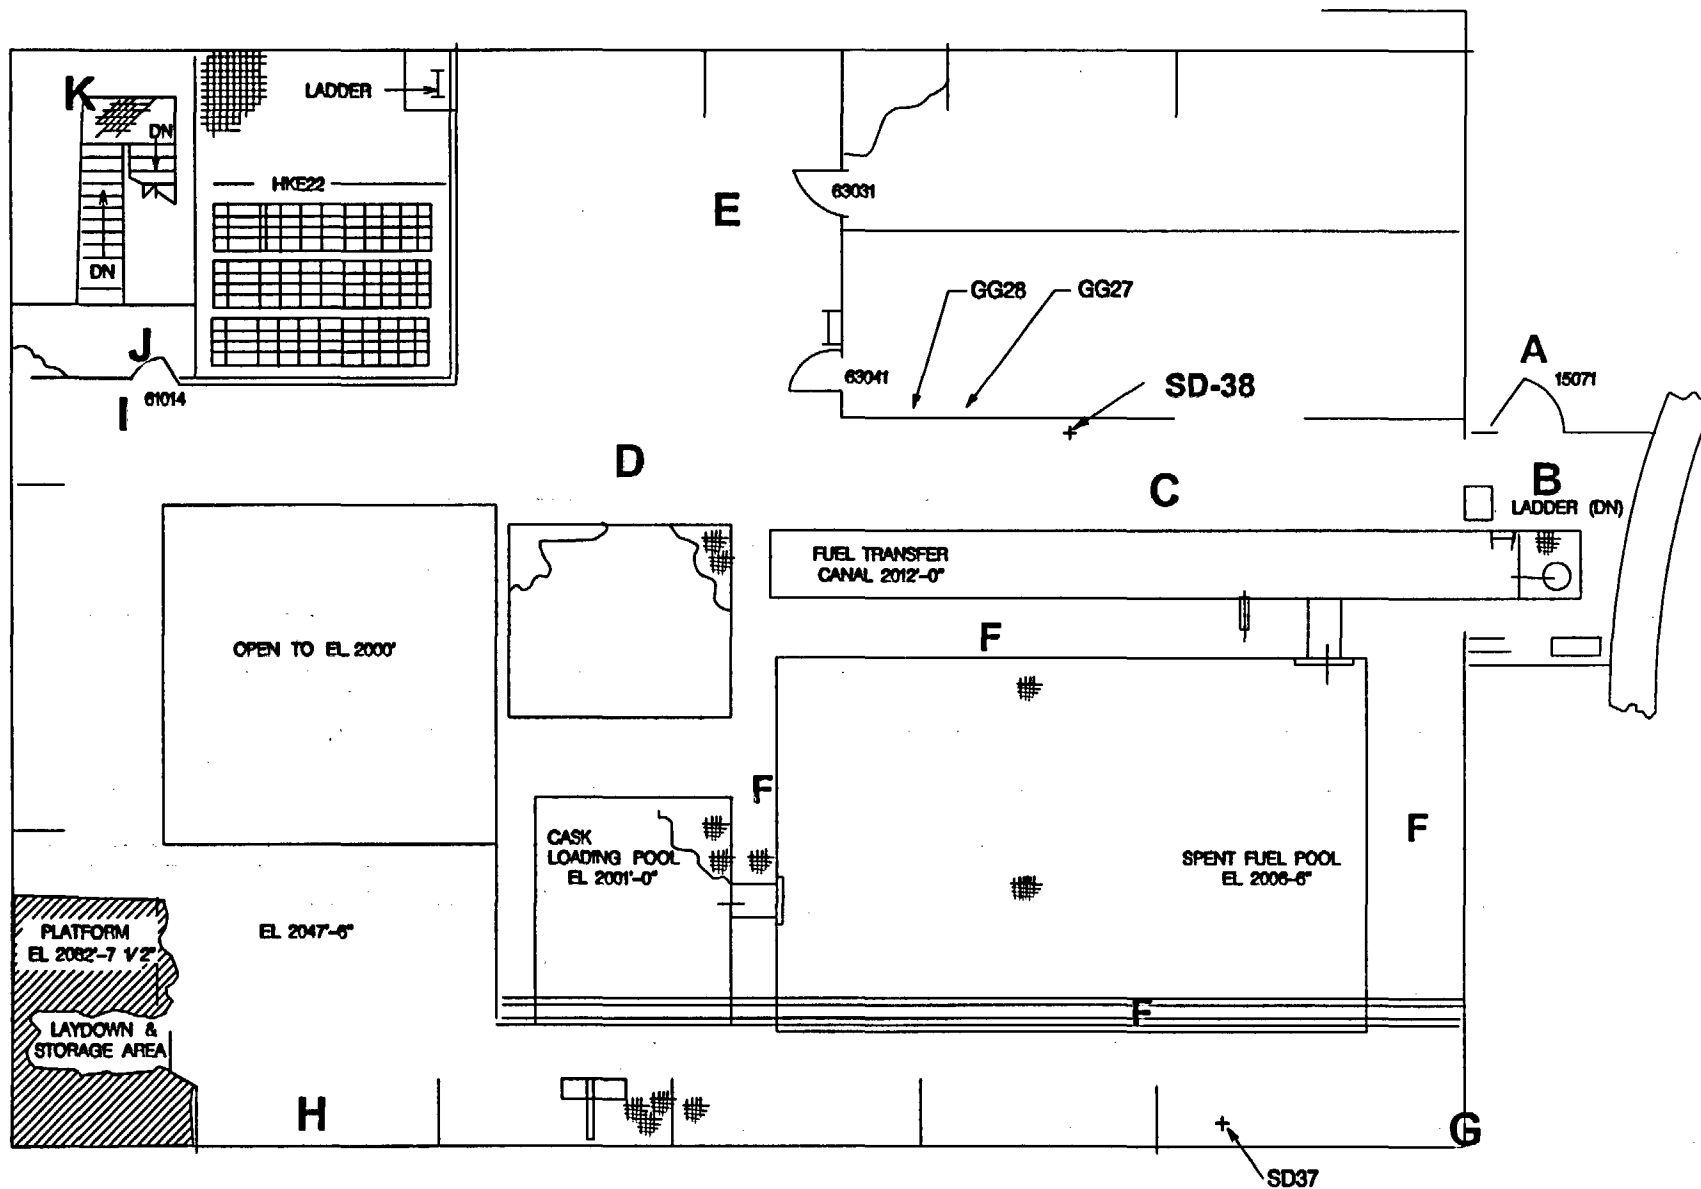 K
LADDER
DN
HKE22
63031
E
DN
GG28
GG27
J
A
63041
SD-38
15071
I
61014
D
C
B
LADDER (DN)
FUEL TRANSFER
CANAL 2012'-0"
OPEN TO EL 2000'
F
F
F
CASK
LOADING POOL
EL 2001'-0"
SPENT FUEL POOL
EL 2006-6"
PLATFORM
EL 2082'-7 1/2"
EL 2047'-6"
F
LAYDOWN &
STORAGE AREA
H
G
SD37